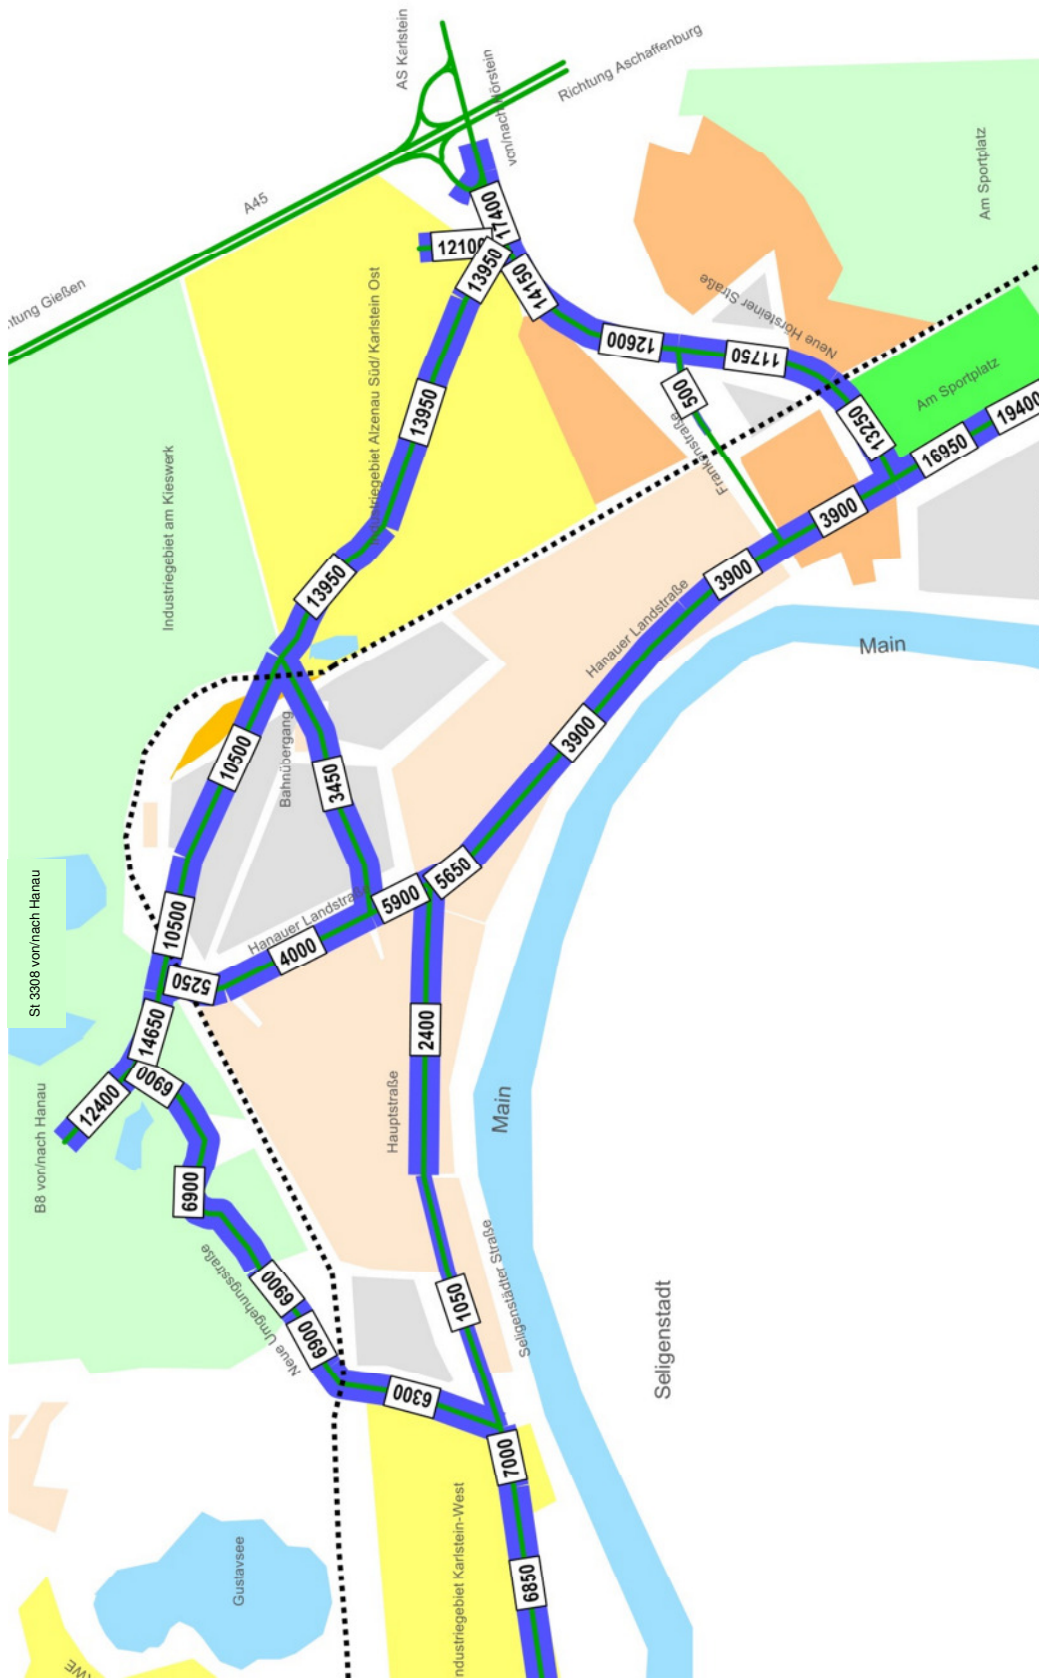 AS Karlstein
von/nach Hörstein
Richtung Aschaffenburg
A45
17400
12100
13950
14150
Am Sportplatz
htung Gießen
Industriegebiet Alzenau Süd/ Karlstein Ost
Neue Hörsteiner Straße
12600
11750
500
Am Sportplatz
13950
13250
19400
16950
Frankenstraße
Industriegebiet am Kieswerk
3900
13950
3900
Hanauer Landstraße
Main
Bahnübergang
10500
3900
3450
5650
5900
Hanauer Landstraße
10500
4000
5250
St 3308 von/nach Hanau
14650
2400
6900
12400
Hauptstraße
Main
B8 von/nach Hanau
6900
Neue Umgehungsstraße
6900
1050
Seligenstädter Straße
6900
Seligenstadt
6300
7000
ndustriegebiet Karlstein-West
6850
Gustavsee
RWE